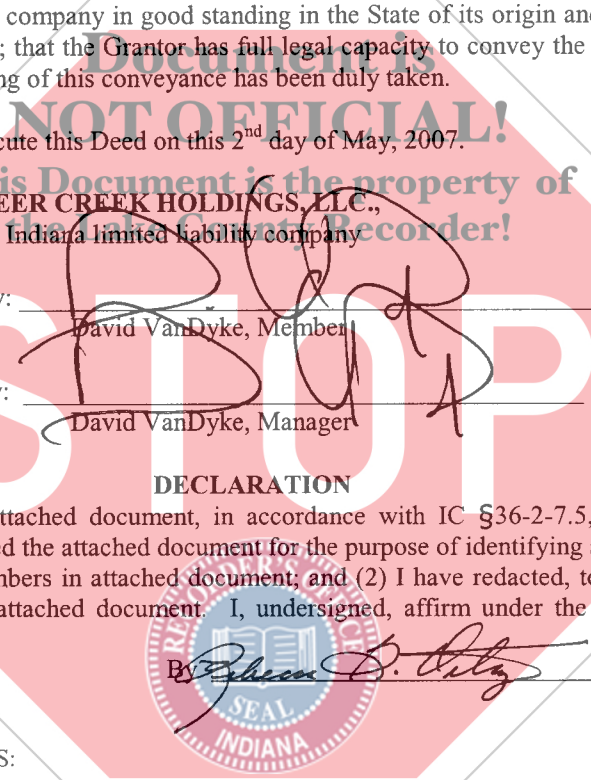 company in good standing in the State of its origin and
; that the Grantor has full legal capacity to convey the
ng of this conveyance has been duly taken.
Document is
NOT OFFICIAL!
cute this Deed on this 2nd day of May, 2007.
is Document is the property of
the Lake County Recorder!
EER CREEK HOLDINGS, LLC.,
Indiana limited liability company
y:
David VanDyke, Member
y:
David VanDyke, Manager
STOP
DECLARATION
ttached document, in accordance with IC §36-2-7.5,
ed the attached document for the purpose of identifying
nbers in attached document; and (2) I have redacted, te
attached document. I, undersigned, affirm under the
By
RECORDER'S OFFICE
SEAL
INDIANA
S: